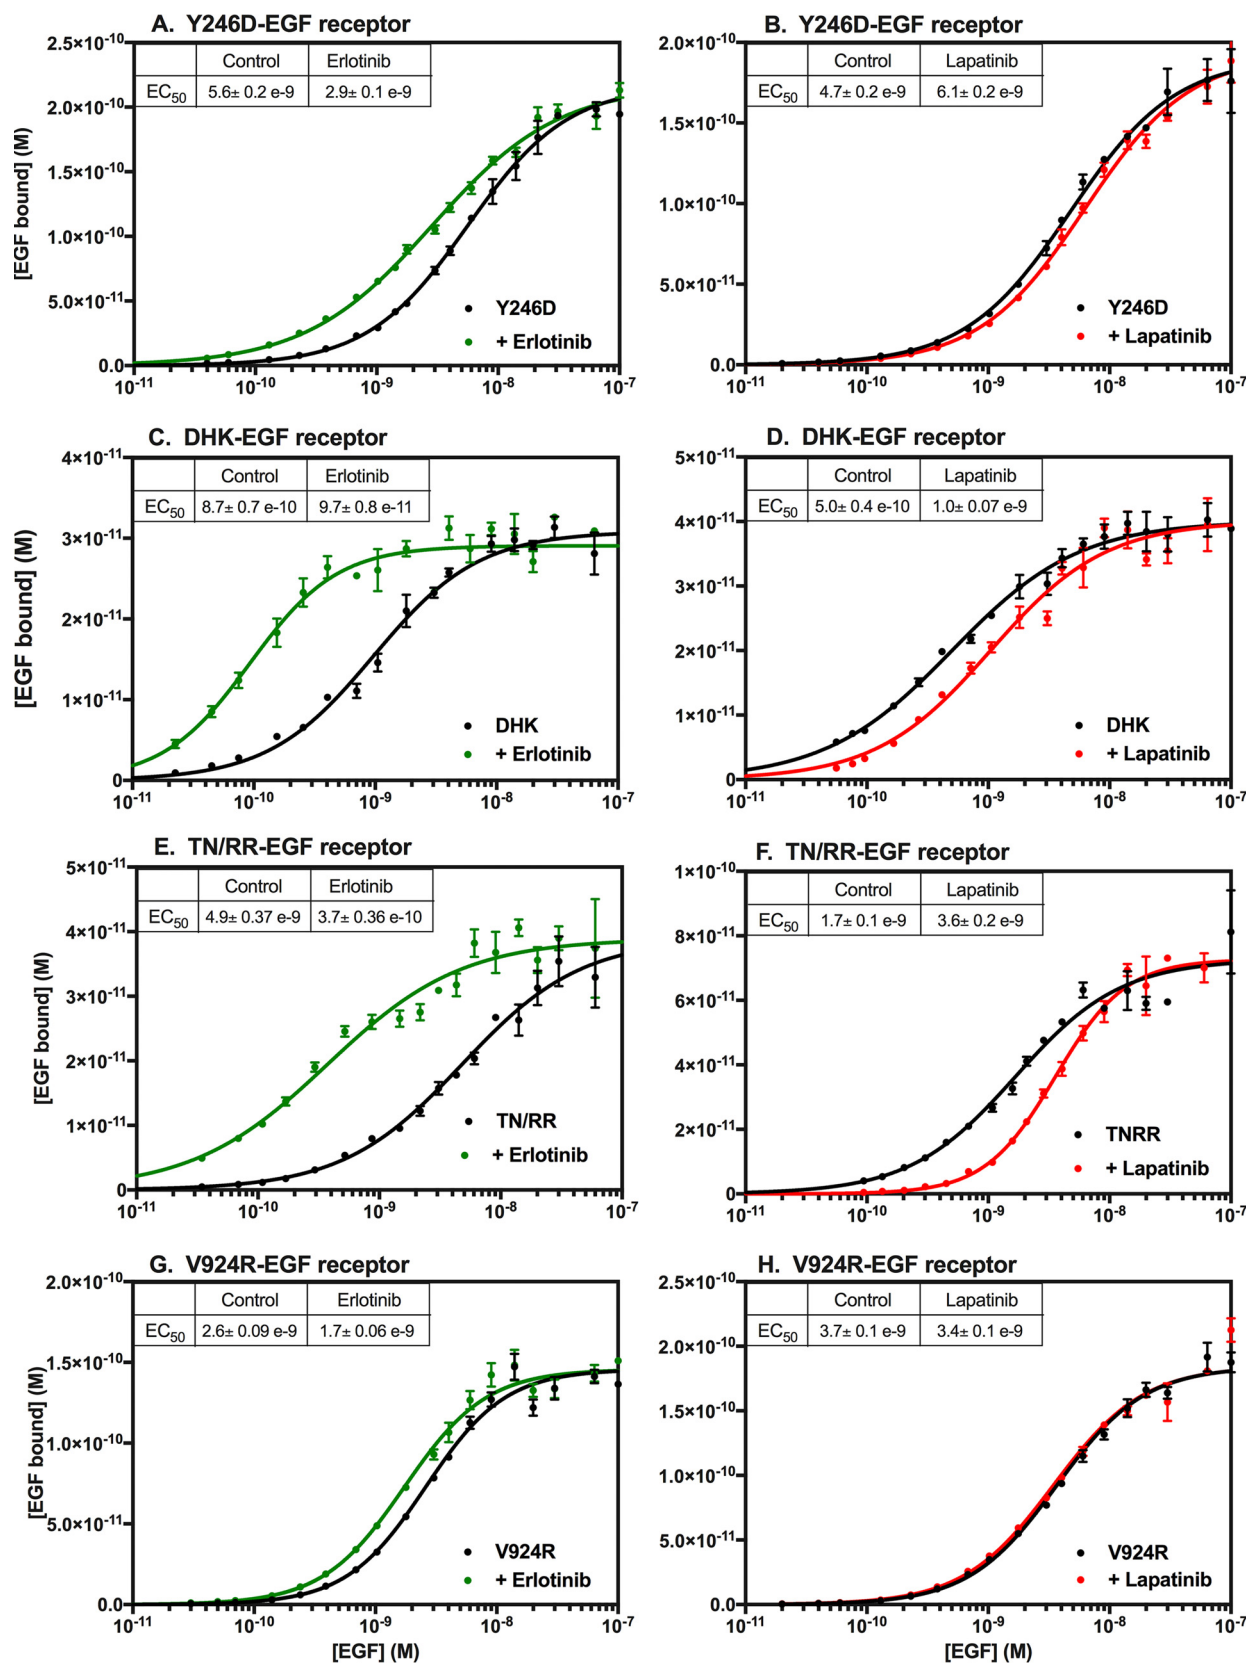 A. Y246D-EGF receptor
2.5×10⁻¹⁰
2.0×10⁻¹⁰
1.5×10⁻¹⁰
1.0×10⁻¹⁰
5.0×10⁻¹¹
0.0
[EGF bound] (M)
Control Erlotinib
EC₅₀ 5.6± 0.2 e-9 2.9± 0.1 e-9
Y246D
+ Erlotinib
10⁻¹¹ 10⁻¹⁰ 10⁻⁹ 10⁻⁸ 10⁻⁷
B. Y246D-EGF receptor
2.0×10⁻¹⁰
1.5×10⁻¹⁰
1.0×10⁻¹⁰
5.0×10⁻¹¹
0.0
Control Lapatinib
EC₅₀ 4.7± 0.2 e-9 6.1± 0.2 e-9
Y246D
+ Lapatinib
10⁻¹¹ 10⁻¹⁰ 10⁻⁹ 10⁻⁸ 10⁻⁷
C. DHK-EGF receptor
4×10⁻¹¹
3×10⁻¹¹
2×10⁻¹¹
1×10⁻¹¹
0
[EGF bound] (M)
Control Erlotinib
EC₅₀ 8.7± 0.7 e-10 9.7± 0.8 e-11
DHK
+ Erlotinib
10⁻¹¹ 10⁻¹⁰ 10⁻⁹ 10⁻⁸ 10⁻⁷
D. DHK-EGF receptor
5×10⁻¹¹
4×10⁻¹¹
3×10⁻¹¹
2×10⁻¹¹
1×10⁻¹¹
0
Control Lapatinib
EC₅₀ 5.0± 0.4 e-10 1.0± 0.07 e-9
DHK
+ Lapatinib
10⁻¹¹ 10⁻¹⁰ 10⁻⁹ 10⁻⁸ 10⁻⁷
E. TN/RR-EGF receptor
5×10⁻¹¹
4×10⁻¹¹
3×10⁻¹¹
2×10⁻¹¹
1×10⁻¹¹
0
[EGF bound] (M)
Control Erlotinib
EC₅₀ 4.9± 0.37 e-9 3.7± 0.36 e-10
TN/RR
+ Erlotinib
10⁻¹¹ 10⁻¹⁰ 10⁻⁹ 10⁻⁸ 10⁻⁷
F. TN/RR-EGF receptor
1×10⁻¹⁰
8×10⁻¹¹
6×10⁻¹¹
4×10⁻¹¹
2×10⁻¹¹
0
Control Lapatinib
EC₅₀ 1.7± 0.1 e-9 3.6± 0.2 e-9
TNRR
+ Lapatinib
10⁻¹¹ 10⁻¹⁰ 10⁻⁹ 10⁻⁸ 10⁻⁷
G. V924R-EGF receptor
2.0×10⁻¹⁰
1.5×10⁻¹⁰
1.0×10⁻¹⁰
5.0×10⁻¹¹
0.0
[EGF bound] (M)
Control Erlotinib
EC₅₀ 2.6± 0.09 e-9 1.7± 0.06 e-9
V924R
+ Erlotinib
10⁻¹¹ 10⁻¹⁰ 10⁻⁹ 10⁻⁸ 10⁻⁷
[EGF] (M)
H. V924R-EGF receptor
2.5×10⁻¹⁰
2.0×10⁻¹⁰
1.5×10⁻¹⁰
1.0×10⁻¹⁰
5.0×10⁻¹¹
0.0
Control Lapatinib
EC₅₀ 3.7± 0.1 e-9 3.4± 0.1 e-9
V924R
+ Lapatinib
10⁻¹¹ 10⁻¹⁰ 10⁻⁹ 10⁻⁸ 10⁻⁷
[EGF] (M)